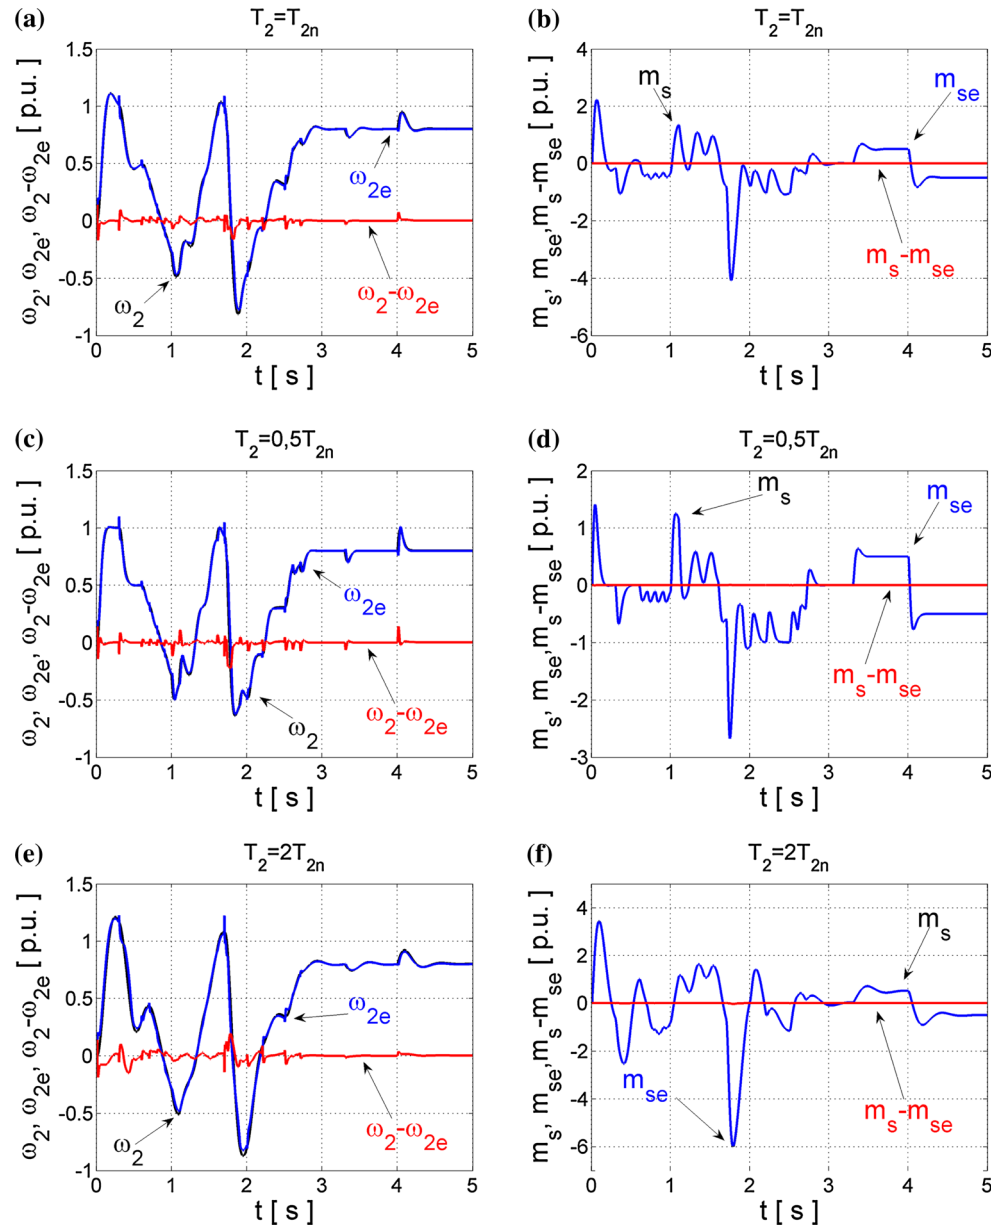 (a)
T2=T2n
ω2, ω2e, ω2-ω2e [ p.u. ]
1.5
1
0.5
0
-0.5
-1
ω2e
ω2
ω2-ω2e
0 1 2 3 4 5
t [ s ]
(b)
T2=T2n
ms, mse,ms-mse [ p.u. ]
4
2
0
-2
-4
-6
ms
mse
ms-mse
0 1 2 3 4 5
t [ s ]
(c)
T2=0,5T2n
ω2, ω2e, ω2-ω2e [ p.u. ]
1.5
1
0.5
0
-0.5
-1
ω2e
ω2
ω2-ω2e
0 1 2 3 4 5
t [ s ]
(d)
T2=0,5T2n
ms, mse,ms-mse [ p.u. ]
2
1
0
-1
-2
-3
ms
mse
ms-mse
0 1 2 3 4 5
t [ s ]
(e)
T2=2T2n
ω2, ω2e, ω2-ω2e [ p.u. ]
1.5
1
0.5
0
-0.5
-1
ω2e
ω2
ω2-ω2e
0 1 2 3 4 5
t [ s ]
(f)
T2=2T2n
ms, mse,ms-mse [ p.u. ]
4
2
0
-2
-4
-6
ms
mse
ms-mse
0 1 2 3 4 5
t [ s ]